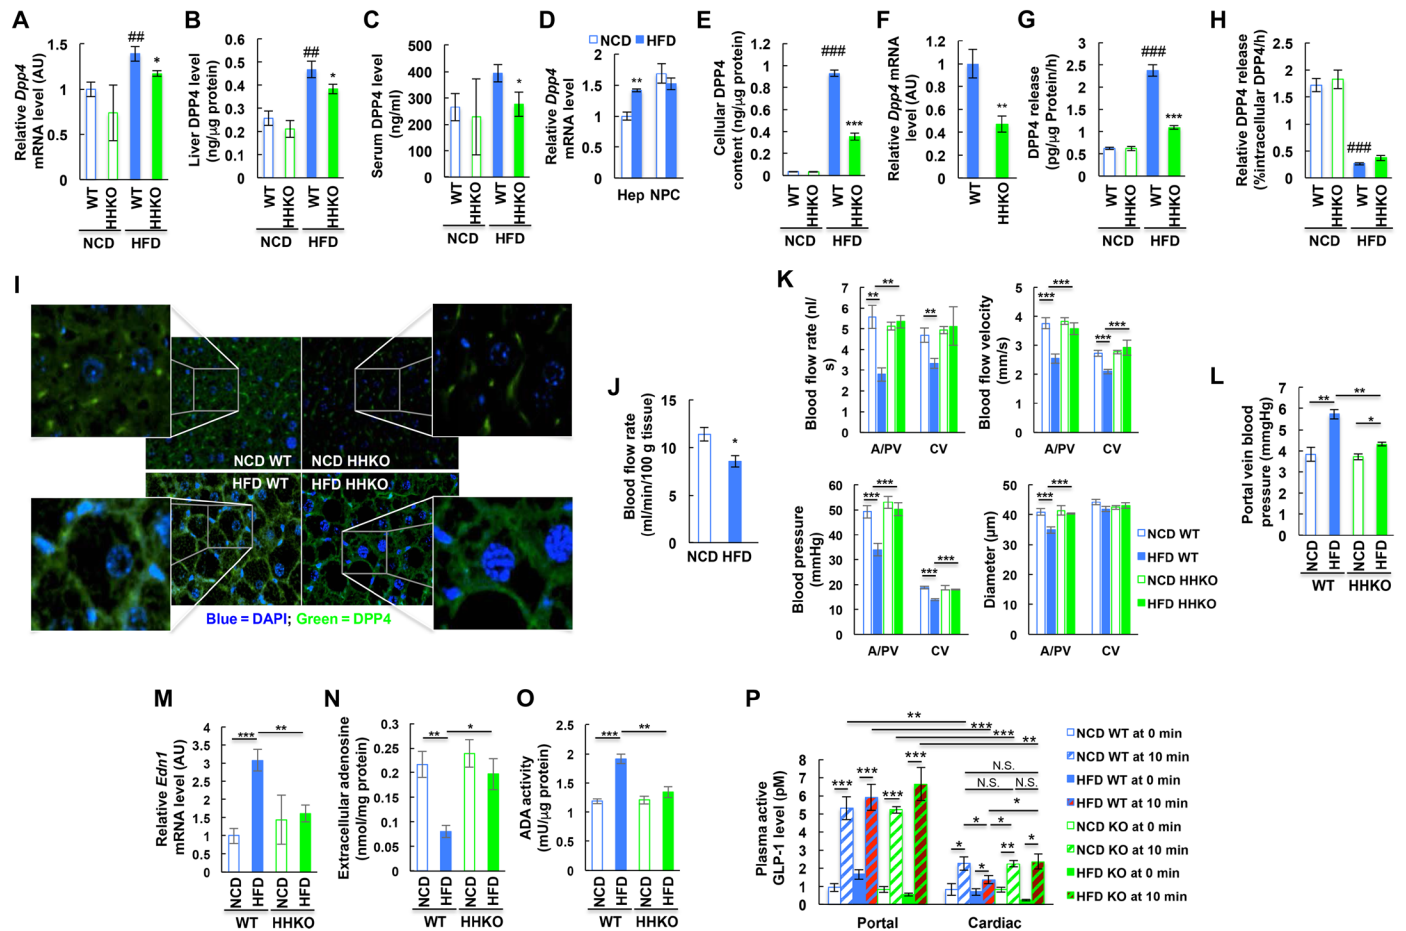 A
Relative Dpp4
mRNA level (AU)
1.5
1
0.5
0
##
*
WT
HHKO
WT
HHKO
NCD
HFD
B
Liver DPP4 level
(ng/µg protein)
0.6
0.5
0.4
0.3
0.2
0.1
0
##
*
WT
HHKO
WT
HHKO
NCD
HFD
C
Serum DPP4 level
(ng/ml)
500
400
300
200
100
0
*
WT
HHKO
WT
HHKO
NCD
HFD
D
NCD
HFD
Relative Dpp4
mRNA level
2
1.5
1
0.5
0
**
Hep NPC
E
Cellular DPP4
content (ng/µg protein)
1.2
1
0.8
0.6
0.4
0.2
0
###
***
WT
HHKO
WT
HHKO
NCD
HFD
F
Relative Dpp4 mRNA
level (AU)
1.2
1
0.8
0.6
0.4
0.2
0
**
WT
HHKO
G
DPP4 release
(pg/µg Protein/h)
3
2.5
2
1.5
1
0.5
0
###
***
WT
HHKO
WT
HHKO
NCD
HFD
H
Relative DPP4 release
(%intracellular DPP4/h)
2.5
2
1.5
1
0.5
0
###
WT
HHKO
WT
HHKO
NCD
HFD
I
NCD WT
NCD HHKO
HFD WT
HFD HHKO
Blue = DAPI; Green = DPP4
J
Blood flow rate
(ml/min/100 g tissue)
15
10
5
0
*
NCD HFD
K
Blood flow rate (nl/
s)
7
6
5
4
3
2
1
0
**
**
**
A/PV
CV
Blood flow velocity
(mm/s)
5
4
3
2
1
0
***
***
***
***
A/PV
CV
Blood pressure
(mmHg)
60
50
40
30
20
10
0
***
***
***
***
A/PV
CV
Diameter (µm)
50
40
30
20
10
0
***
***
A/PV
CV
NCD WT
HFD WT
NCD HHKO
HFD HHKO
L
Portal vein blood
pressure (mmgHg)
7
6
5
4
3
2
1
0
**
**
*
NCD
HFD
NCD
HFD
WT
HHKO
M
Relative Edn1
mRNA level (AU)
4
3.5
3
2.5
2
1.5
1
0.5
0
***
**
NCD
HFD
NCD
HFD
WT
HHKO
N
Extracellular adenosine
(nmol/mg protein)
0.3
0.25
0.2
0.15
0.1
0.05
0
**
*
NCD
HFD
NCD
HFD
WT
HHKO
O
ADA activity
(mU/µg protein)
2.5
2
1.5
1
0.5
0
***
**
NCD
HFD
NCD
HFD
WT
HHKO
P
Plasma active
GLP-1 level (pM)
8
7
6
5
4
3
2
1
0
**
***
***
**
***
***
***
***
N.S.
N.S.
N.S.
*
*
*
*
*
**
*
Portal
Cardiac
NCD WT at 0 min
NCD WT at 10 min
HFD WT at 0 min
HFD WT at 10 min
NCD KO at 0 min
NCD KO at 10 min
HFD KO at 0 min
HFD KO at 10 min